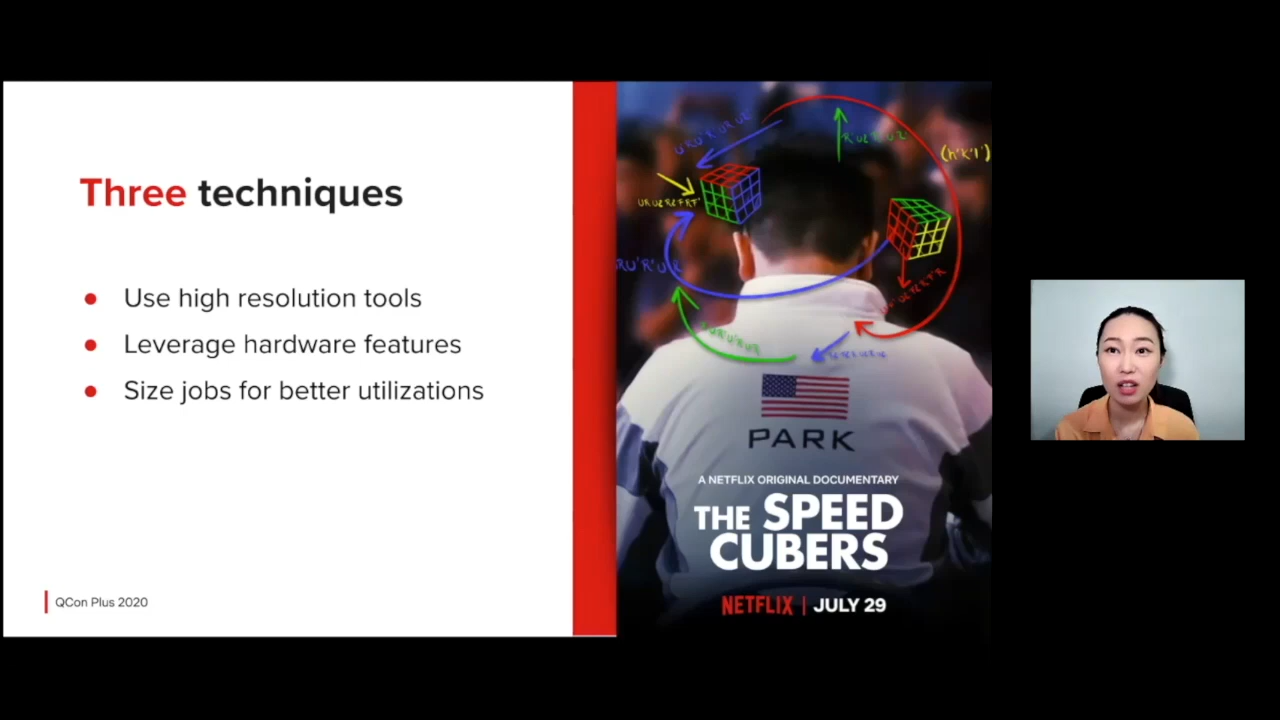 Three techniques
Use high resolution tools
Leverage hardware features
Size jobs for better utilizations
QCon Plus 2020
(h'k'l')
PARK
A NETFLIX ORIGINAL DOCUMENTARY
THE SPEED
CUBERS
NETFLIX | JULY 29